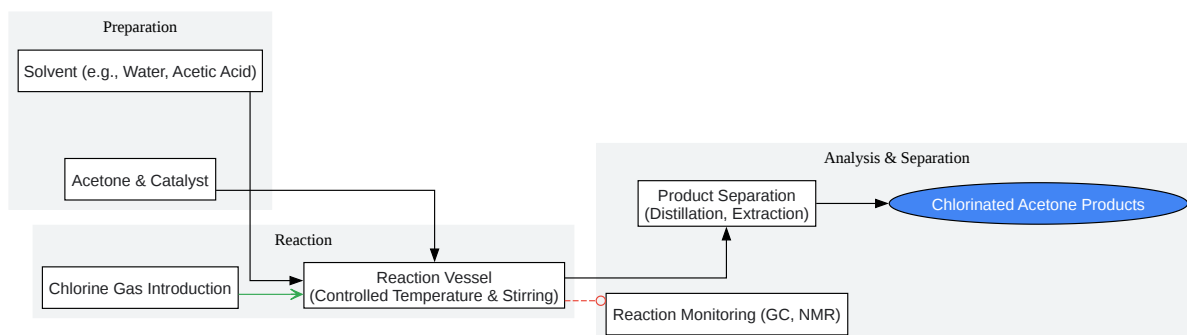 Preparation
Solvent (e.g., Water, Acetic Acid)
Acetone & Catalyst
Reaction
Chlorine Gas Introduction
Reaction Vessel
(Controlled Temperature & Stirring)
Analysis & Separation
Product Separation
(Distillation, Extraction)
Chlorinated Acetone Products
Reaction Monitoring (GC, NMR)